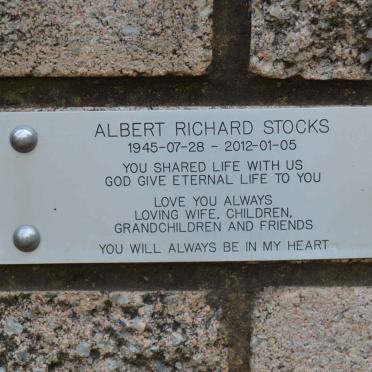 ALBERT RICHARD STOCKS
1945-07-28 - 2012-01-05
YOU SHARED LIFE WITH US
GOD GIVE ETERNAL LIFE TO YOU
LOVE YOU ALWAYS
LOVING WIFE, CHILDREN,
GRANDCHILDREN AND FRIENDS
YOU WILL ALWAYS BE IN MY HEART